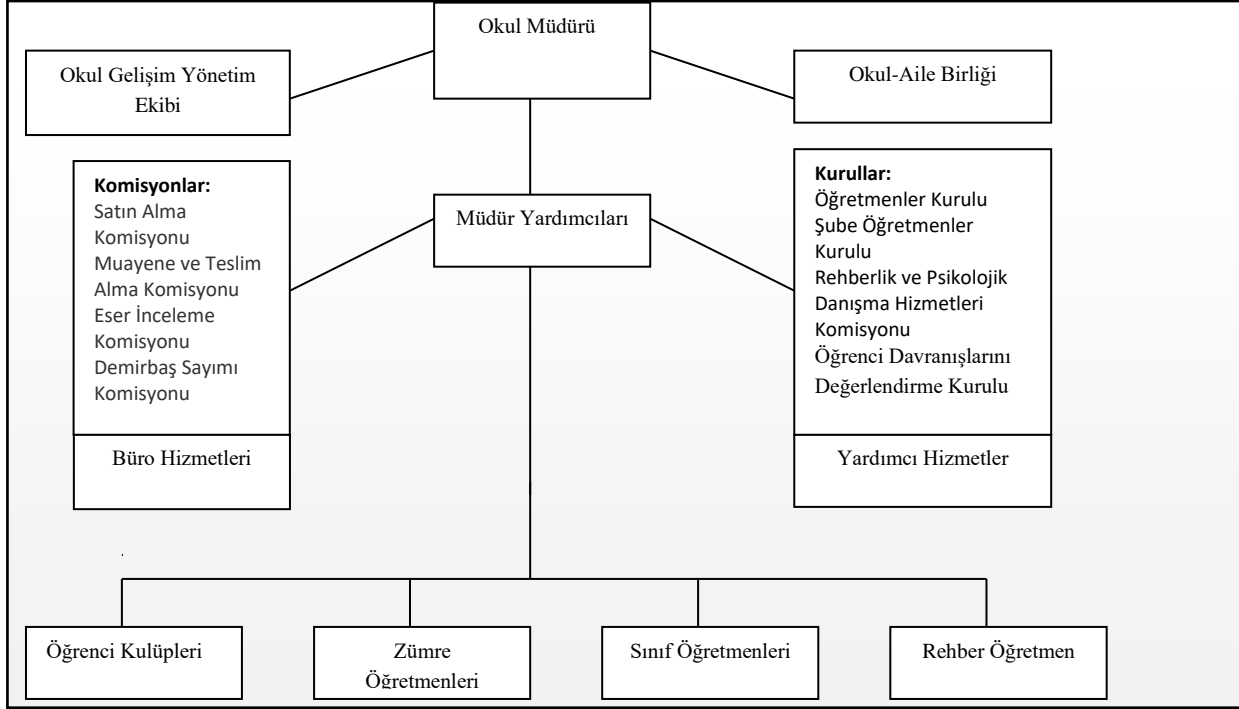 Okul Müdürü
Okul Gelişim Yönetim
Ekibi
Okul-Aile Birliği
Komisyonlar:
Satın Alma
Komisyonu
Muayene ve Teslim
Alma Komisyonu
Eser İnceleme
Komisyonu
Demirbaş Sayımı
Komisyonu
Müdür Yardımcıları
Kurullar:
Öğretmenler Kurulu
Şube Öğretmenler
Kurulu
Rehberlik ve Psikolojik
Danışma Hizmetleri
Komisyonu
Öğrenci Davranışlarını
Değerlendirme Kurulu
Büro Hizmetleri
Yardımcı Hizmetler
Öğrenci Kulüpleri
Zümre
Öğretmenleri
Sınıf Öğretmenleri
Rehber Öğretmen